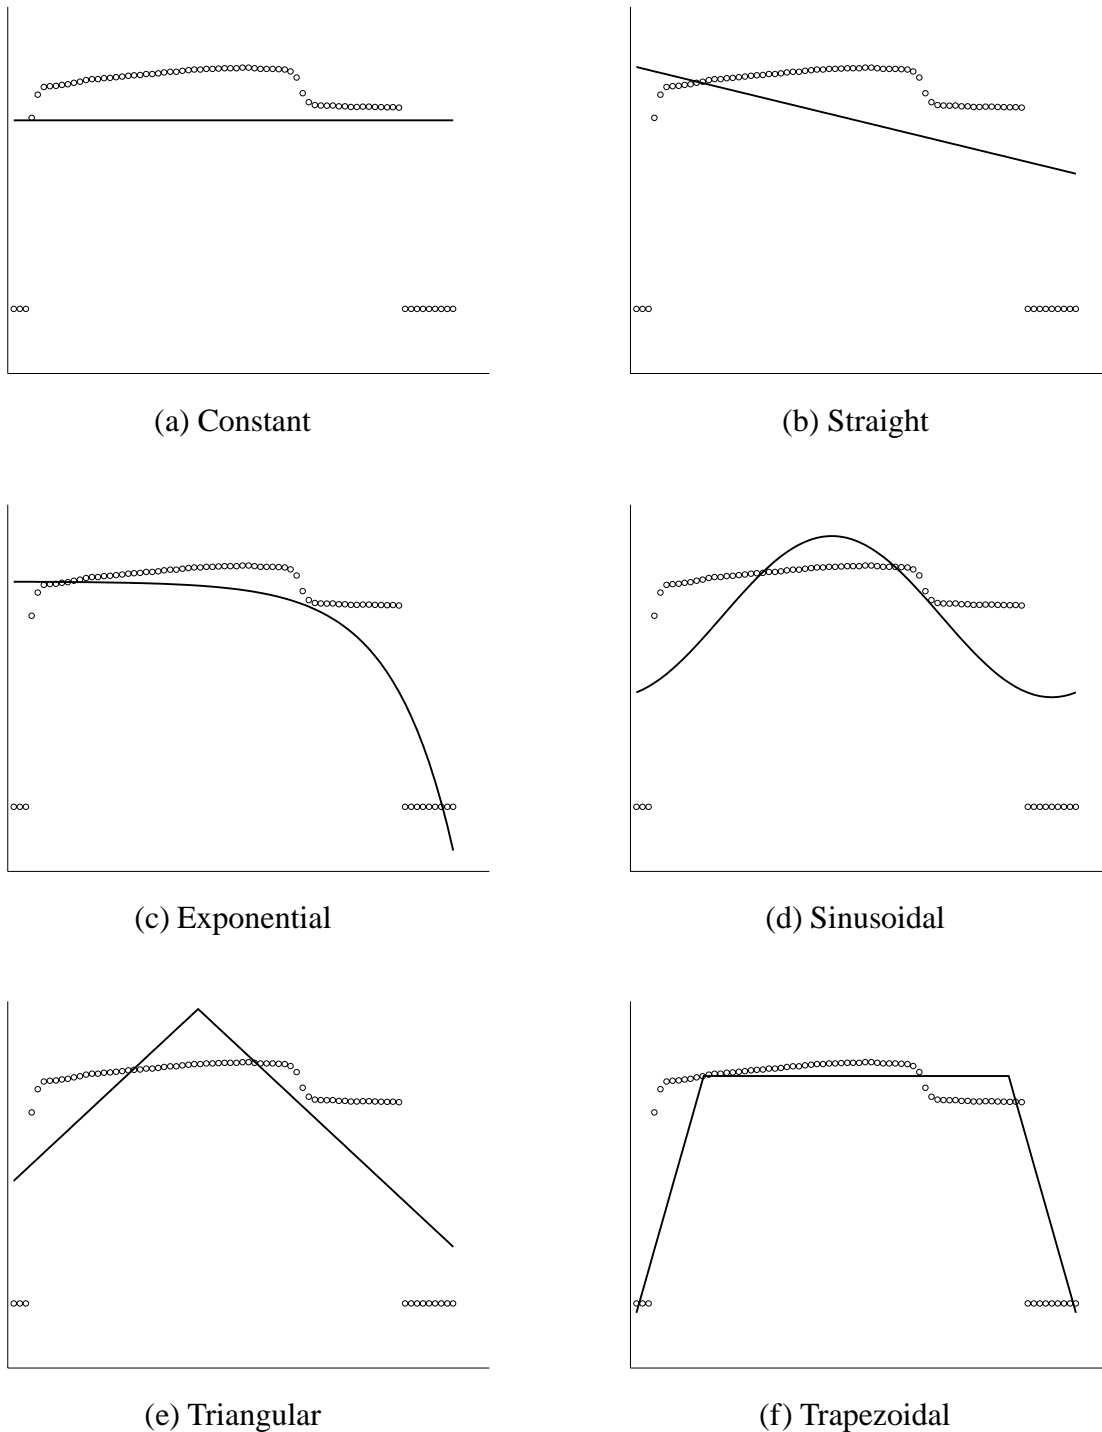 (a) Constant
(b) Straight
(c) Exponential
(d) Sinusoidal
(e) Triangular
(f) Trapezoidal